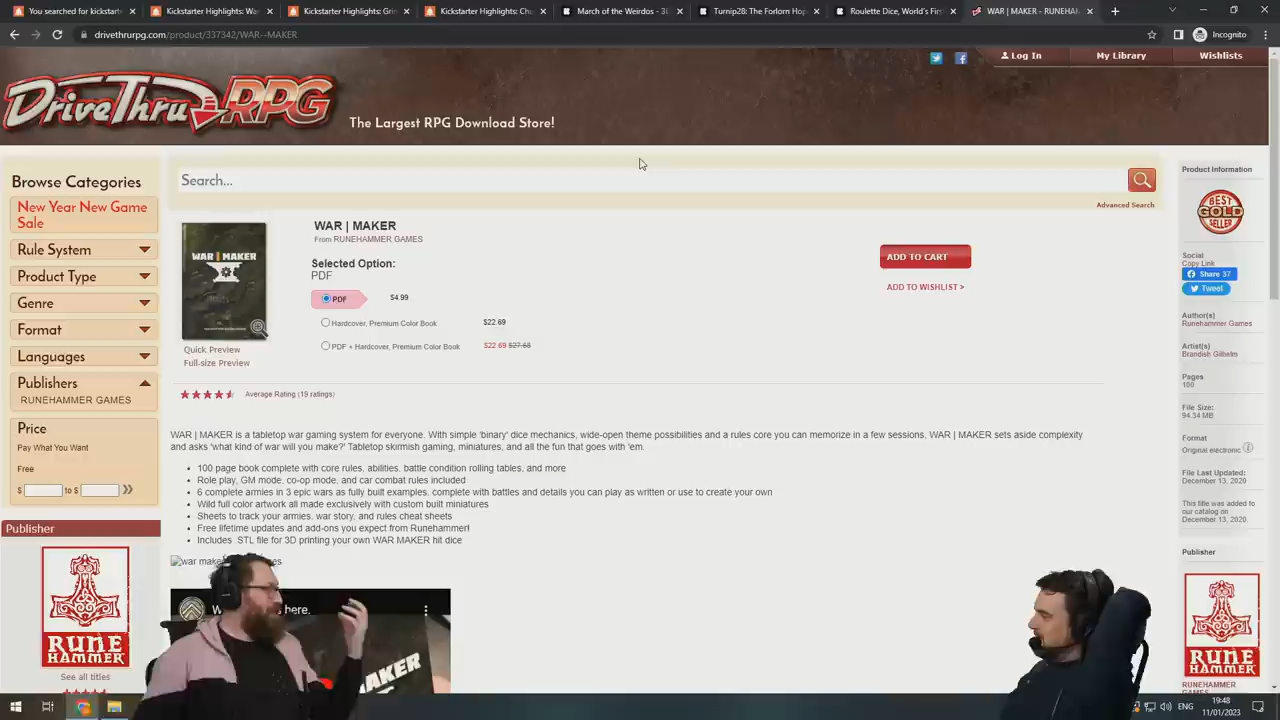 You searched for kickstarte
Kickstarter Highlights: Grin
Kickstarter Highlights: Cha
March of the Weirdos - 3D
Turnip28: The Forlorn Hop
Roulette Dice, World's Firs
WAR | MAKER - RUNEHAM
drivethrurpg.com/product/337342/WAR--MAKER
Incognito
Log In
My Library
Wishlists
DriveThruRPG
The Largest RPG Download Store!
Browse Categories
New Year New Game
Sale
Rule System
Product Type
Genre
Format
Languages
Publishers
RUNEHAMMER GAMES
Price
Pay What You Want
Free
$ to $
Publisher
RUNE
HAMMER
See all titles
Search...
Advanced Search
WAR | MAKER
WAR | MAKER
From RUNEHAMMER GAMES
Selected Option:
PDF
PDF $4.99
Hardcover, Premium Color Book $22.69
PDF + Hardcover, Premium Color Book $22.69 $27.68
ADD TO CART
ADD TO WISHLIST >
Quick Preview
Full-size Preview
Average Rating (19 ratings)
WAR | MAKER is a tabletop war gaming system for everyone. With simple 'binary' dice mechanics, wide-open theme possibilities and a rules core you can memorize in a few sessions, WAR | MAKER sets aside complexity
and asks 'what kind of war will you make?' Tabletop skirmish gaming, miniatures, and all the fun that goes with 'em.
100 page book complete with core rules, abilities, battle condition rolling tables, and more
Role play, GM mode, co-op mode, and car combat rules included
6 complete armies in 3 epic wars as fully built examples, complete with battles and details you can play as written or use to create your own
Wild full color artwork all made exclusively with custom built miniatures
Sheets to track your armies, war story, and rules cheat sheets
Free lifetime updates and add-ons you expect from Runehammer!
Includes STL file for 3D printing your own WAR MAKER hit dice
war make
here.
MAKER
Product Information
BEST
GOLD
SELLER
Social
Copy Link
Share 37
Tweet
Author(s)
Runehammer Games
Artist(s)
Brandish Gilhelm
Pages
100
File Size:
94.34 MB
Format
Original electronic
File Last Updated:
December 13, 2020
This title was added to
our catalog on
December 13, 2020.
Publisher
RUNE
HAMMER
RUNEHAMMER
GAMES
ENG
19:48
11/01/2023